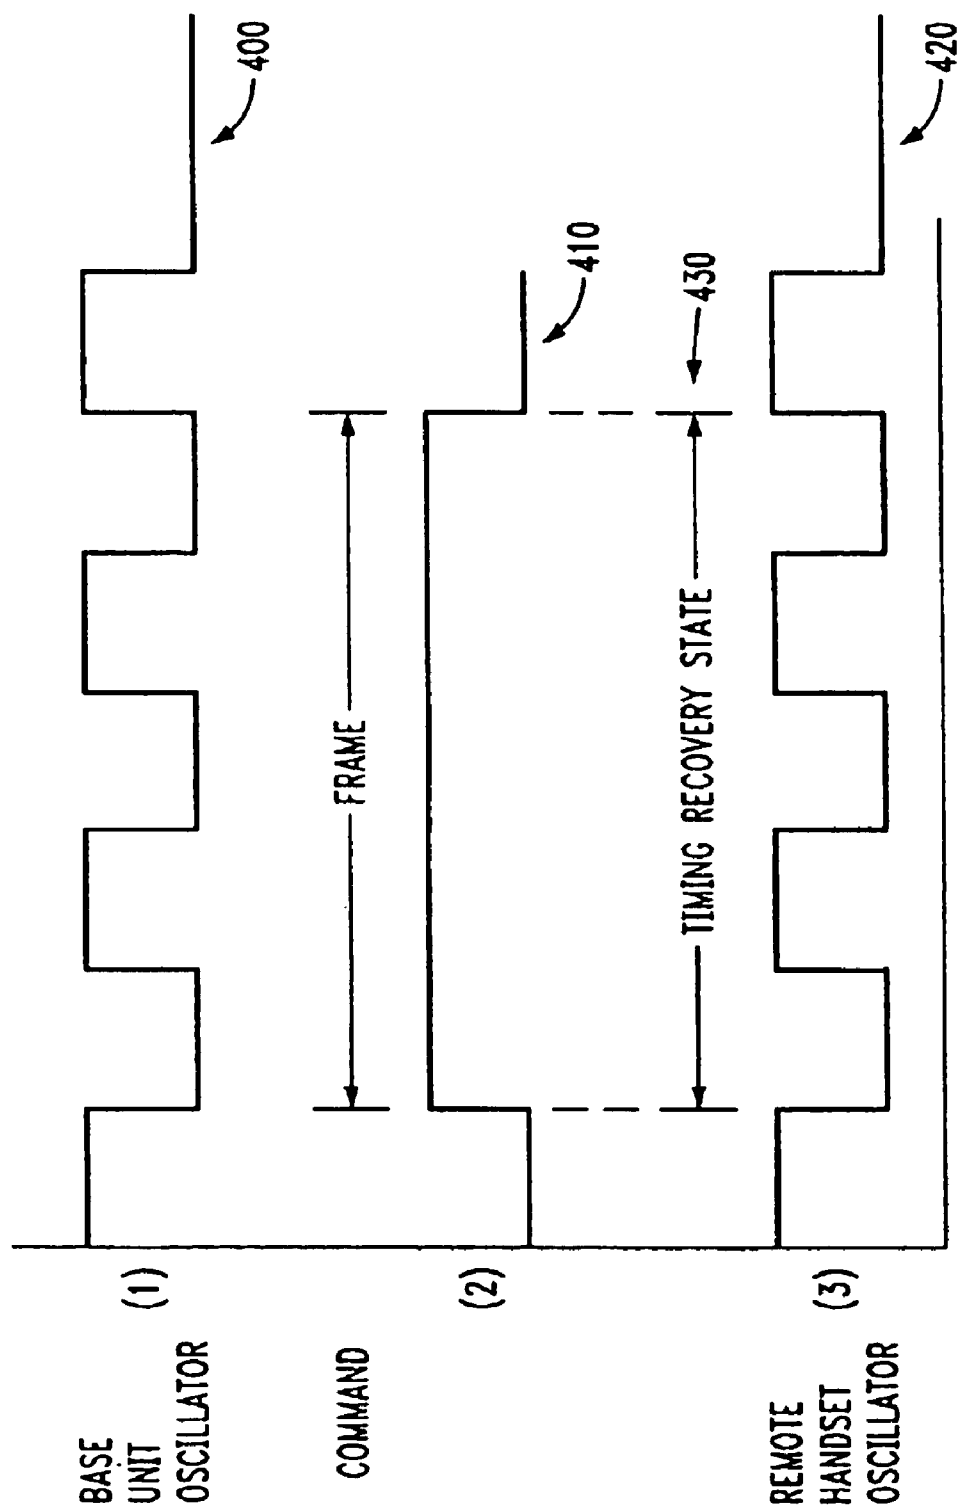 BASE
UNIT
OSCILLATOR
(1)
400
FRAME
COMMAND
(2)
410
TIMING RECOVERY STATE
430
REMOTE
HANDSET
OSCILLATOR
(3)
420